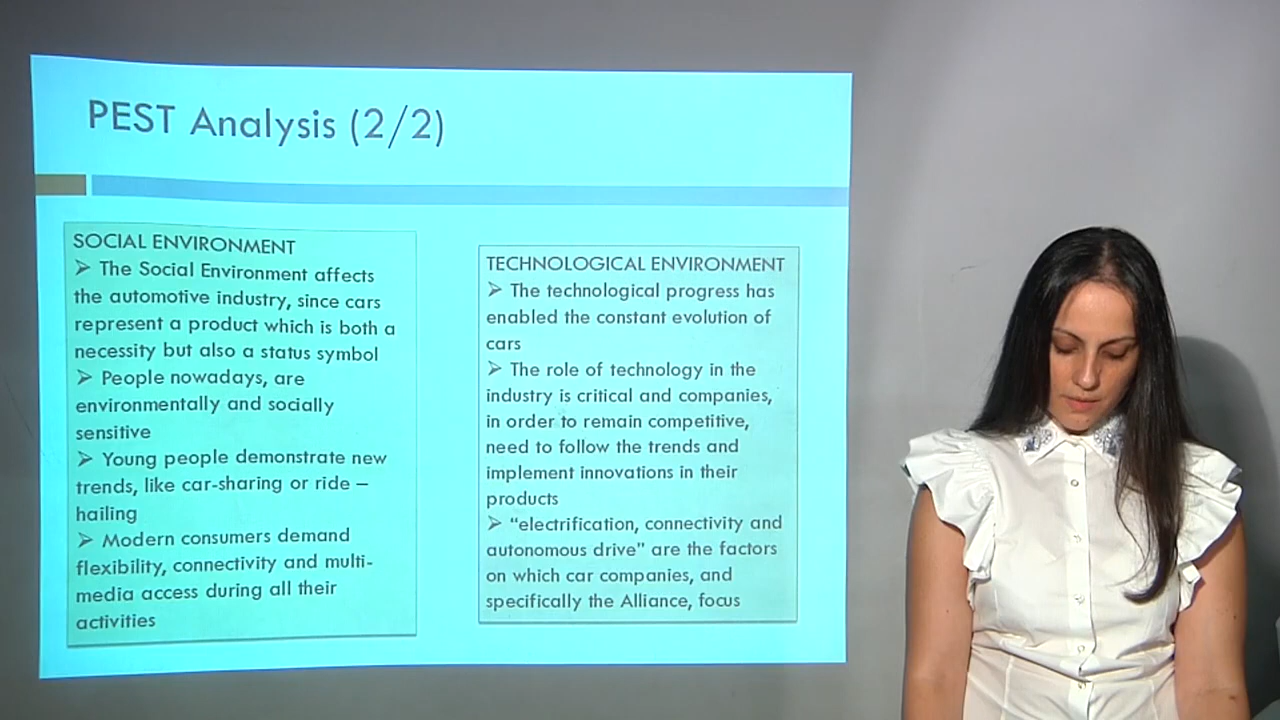 PEST Analysis (2/2)
SOCIAL ENVIRONMENT
➢ The Social Environment affects
the automotive industry, since cars
represent a product which is both a
necessity but also a status symbol
➢ People nowadays, are
environmentally and socially
sensitive
➢ Young people demonstrate new
trends, like car-sharing or ride –
hailing
➢ Modern consumers demand
flexibility, connectivity and multi-
media access during all their
activities
TECHNOLOGICAL ENVIRONMENT
➢ The technological progress has
enabled the constant evolution of
cars
➢ The role of technology in the
industry is critical and companies,
in order to remain competitive,
need to follow the trends and
implement innovations in their
products
➢ “electrification, connectivity and
autonomous drive” are the factors
on which car companies, and
specifically the Alliance, focus